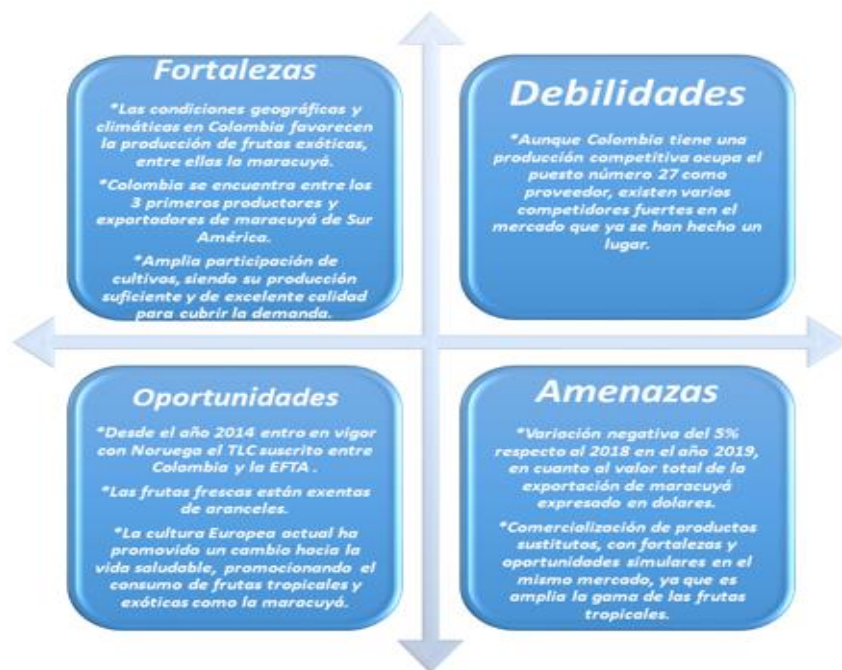 Fortalezas
*Las condiciones geográficas y
climáticas en Colombia favorecen
la producción de frutas exóticas,
entre ellas la maracuyá.
*Colombia se encuentra entre los
3 primeros productores y
exportadores de maracuyá de Sur
América.
*Amplia participación de
cultivos, siendo su producción
suficiente y de excelente calidad
para cubrir la demanda.
Debilidades
*Aunque Colombia tiene una
producción competitiva ocupa el
puesto número 27 como
proveedor, existen varios
competidores fuertes en el
mercado que ya se han hecho un
lugar.
Oportunidades
*Desde el año 2014 entro en vigor
con Noruega el TLC suscrito entre
Colombia y la EFTA .
*Las frutas frescas están exentas
de aranceles.
*La cultura Europea actual ha
promovido un cambio hacia la
vida saludable, promocionando el
consumo de frutas tropicales y
exóticas como la maracuyá.
Amenazas
*Variación negativa del 5%
respecto al 2018 en el año 2019,
en cuanto al valor total de la
exportación de maracuyá
expresado en dolares.
*Comercialización de productos
sustitutos, con fortalezas y
oportunidades simulares en el
mismo mercado, ya que es
amplia la gama de las frutas
tropicales.